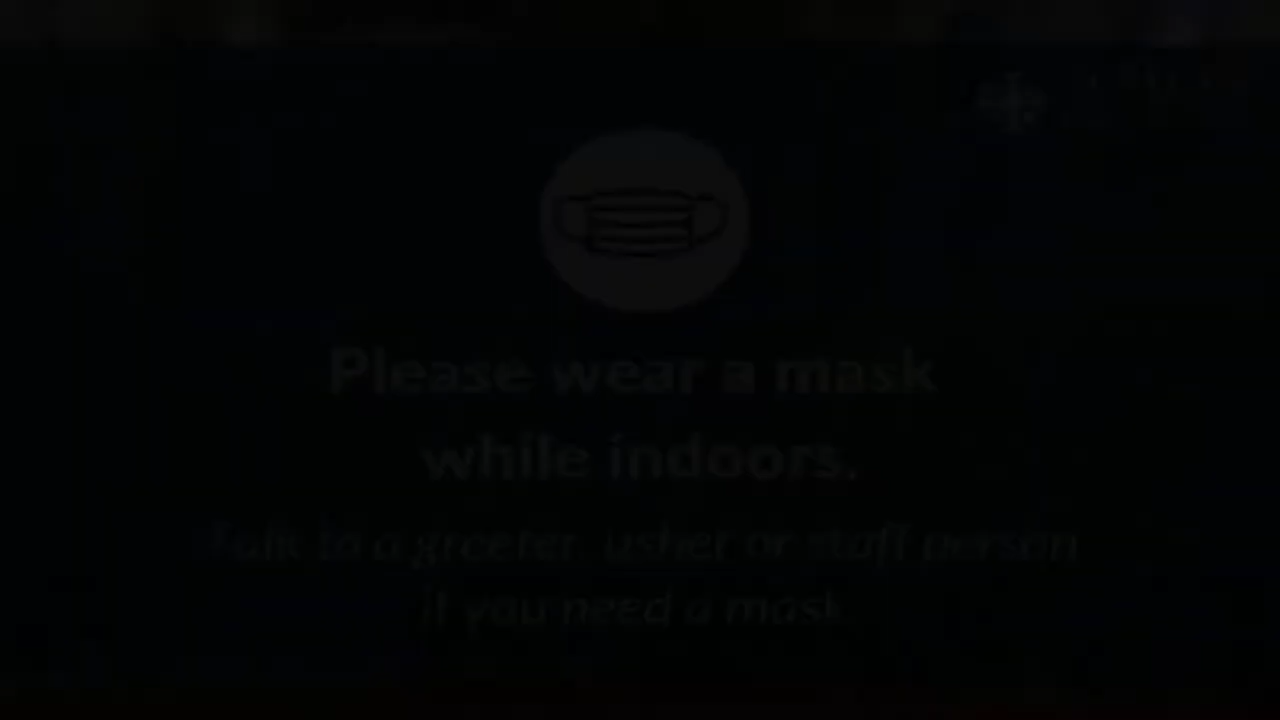 Please wear a mask
while indoors.
Talk to a greeter, usher or staff person
if you need a mask.